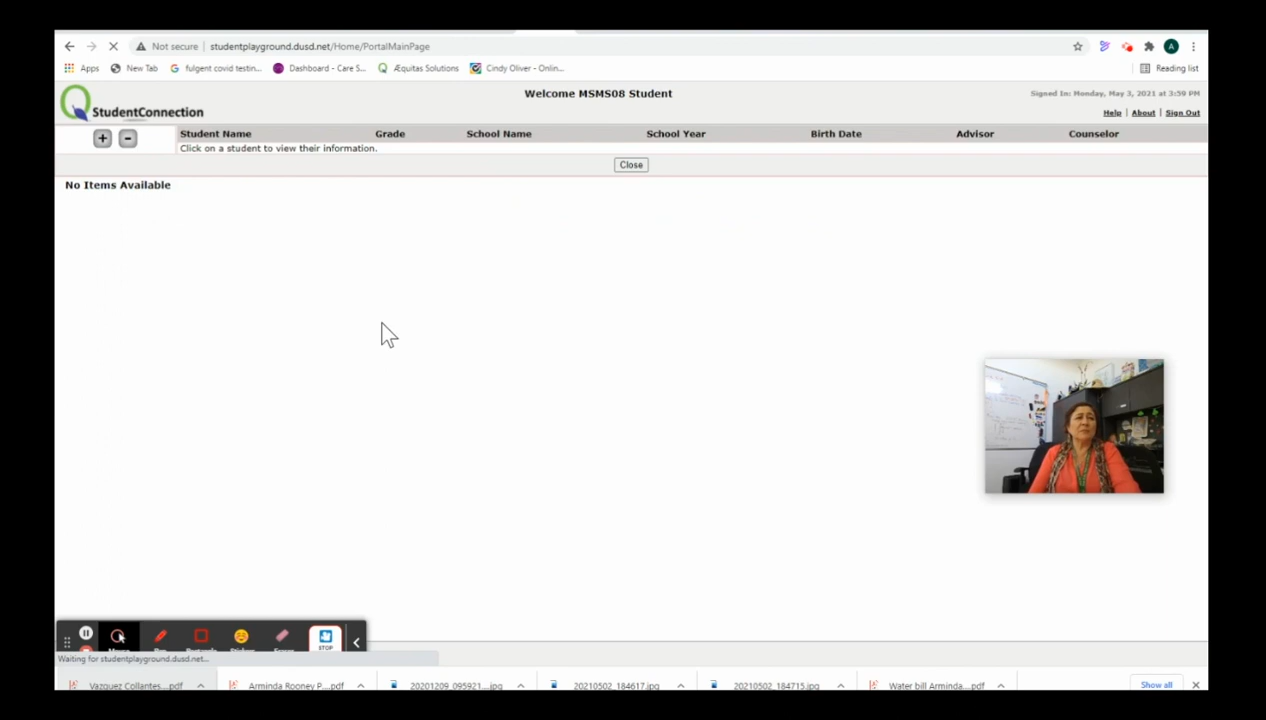 Not secure | studentplayground.dusd.net/Home/PortalMainPage
A
Apps New Tab fulgent covid testin... Dashboard - Care S... Æquitas Solutions Cindy Oliver - Onlin... Reading list
StudentConnection
Welcome MSMS08 Student
Signed In: Monday, May 3, 2021 at 3:59 PM
Help | About | Sign Out
+ - Student Name Grade School Name School Year Birth Date Advisor Counselor
Click on a student to view their information.
Close
No Items Available
STOP
Waiting for studentplayground.dusd.net...
Vazquez Collantes....pdf Arminda Rooney P....pdf 20201209_095921....jpg 20210502_184617.jpg 20210502_184715.jpg Water bill Arminda....pdf Show all